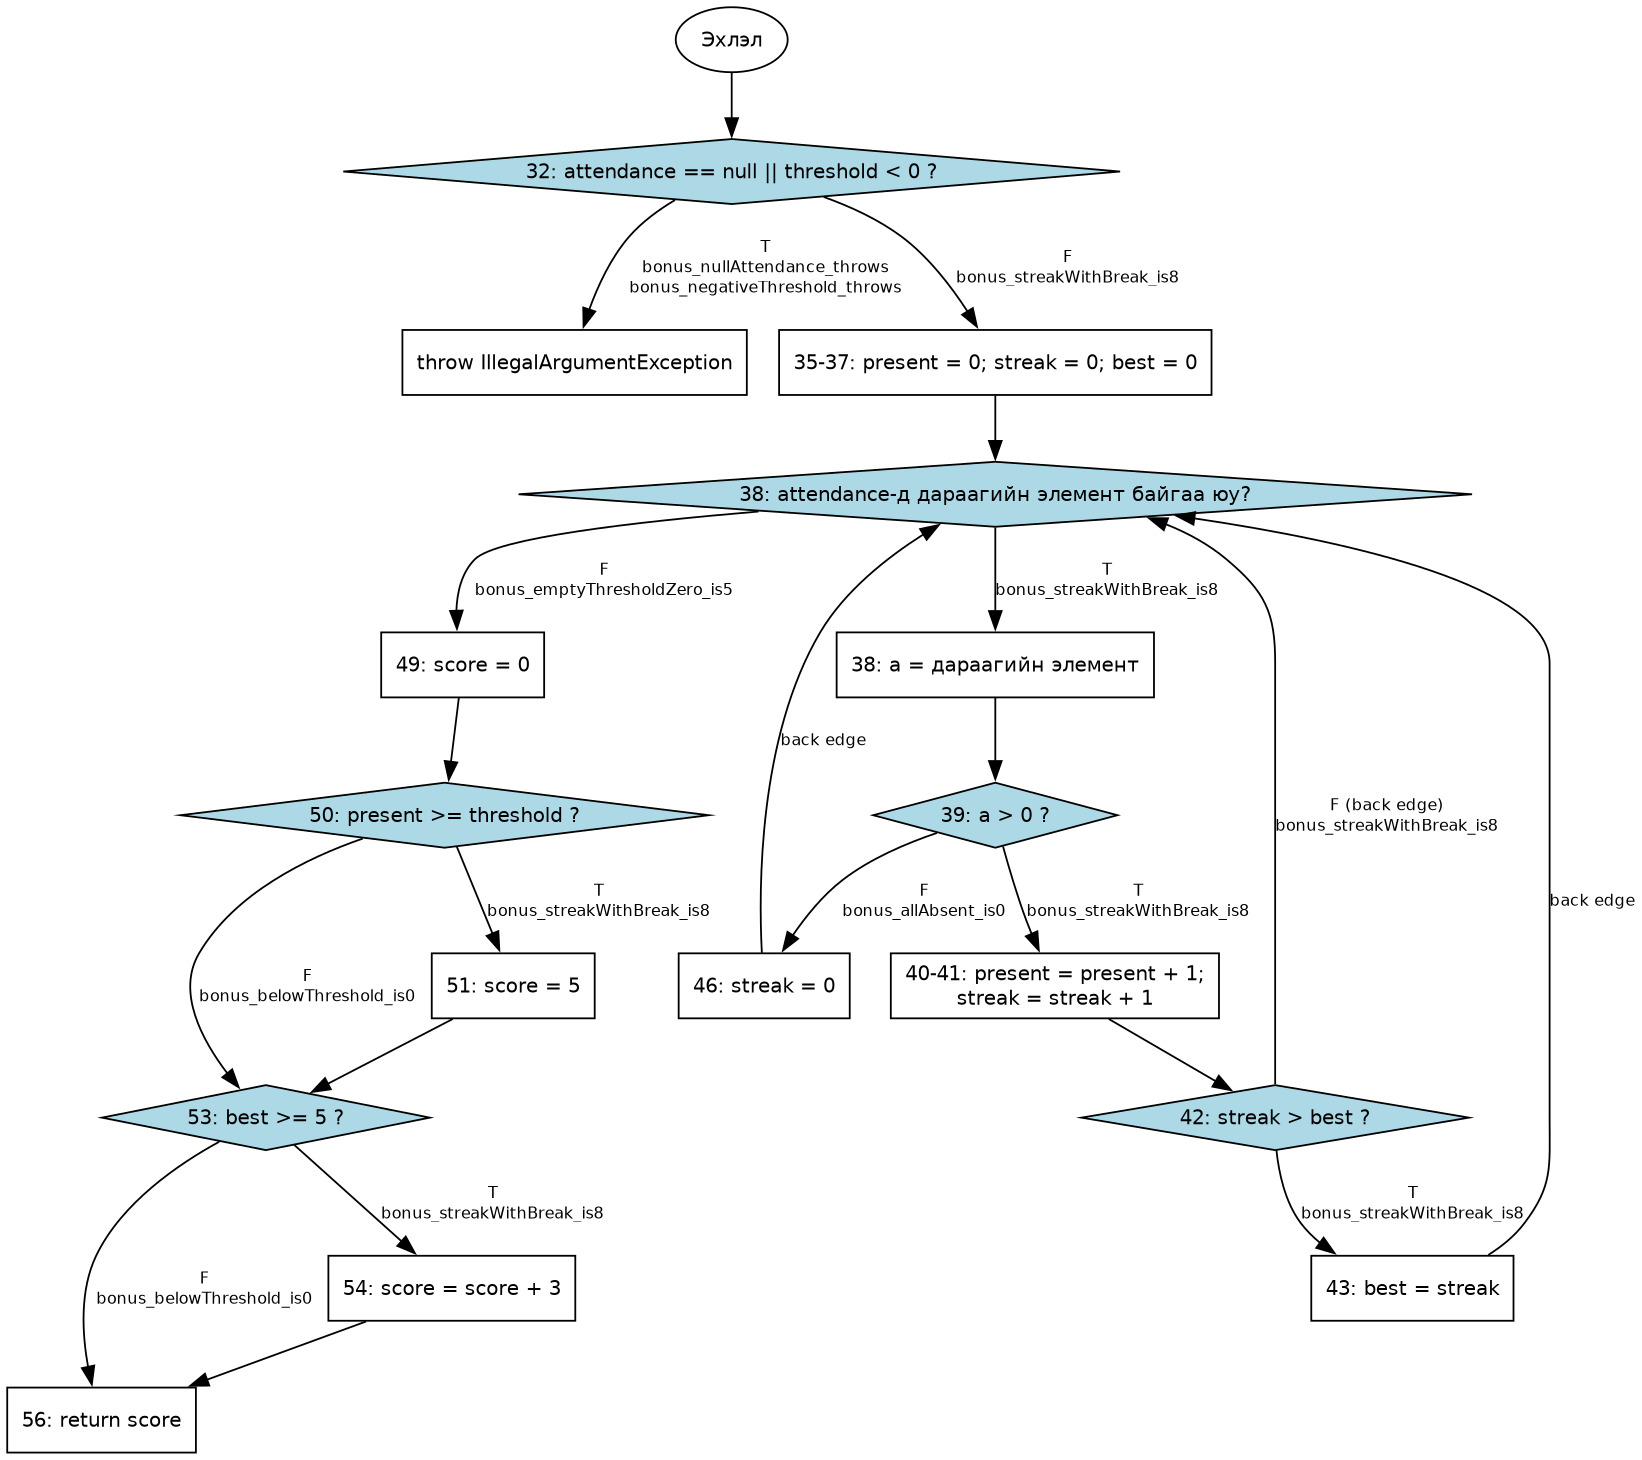 Эхлэл
32: attendance == null || threshold < 0 ?
T
bonus_nullAttendance_throws
bonus_negativeThreshold_throws
F
bonus_streakWithBreak_is8
throw IllegalArgumentException
35-37: present = 0; streak = 0; best = 0
38: attendance-д дараагийн элемент байгаа юу?
F
bonus_emptyThresholdZero_is5
T
bonus_streakWithBreak_is8
49: score = 0
38: a = дараагийн элемент
back edge
50: present >= threshold ?
39: a > 0 ?
F (back edge)
bonus_streakWithBreak_is8
T
bonus_streakWithBreak_is8
F
bonus_allAbsent_is0
T
bonus_streakWithBreak_is8
back edge
F
bonus_belowThreshold_is0
51: score = 5
46: streak = 0
40-41: present = present + 1;
streak = streak + 1
53: best >= 5 ?
42: streak > best ?
T
bonus_streakWithBreak_is8
T
bonus_streakWithBreak_is8
F
bonus_belowThreshold_is0
54: score = score + 3
43: best = streak
56: return score